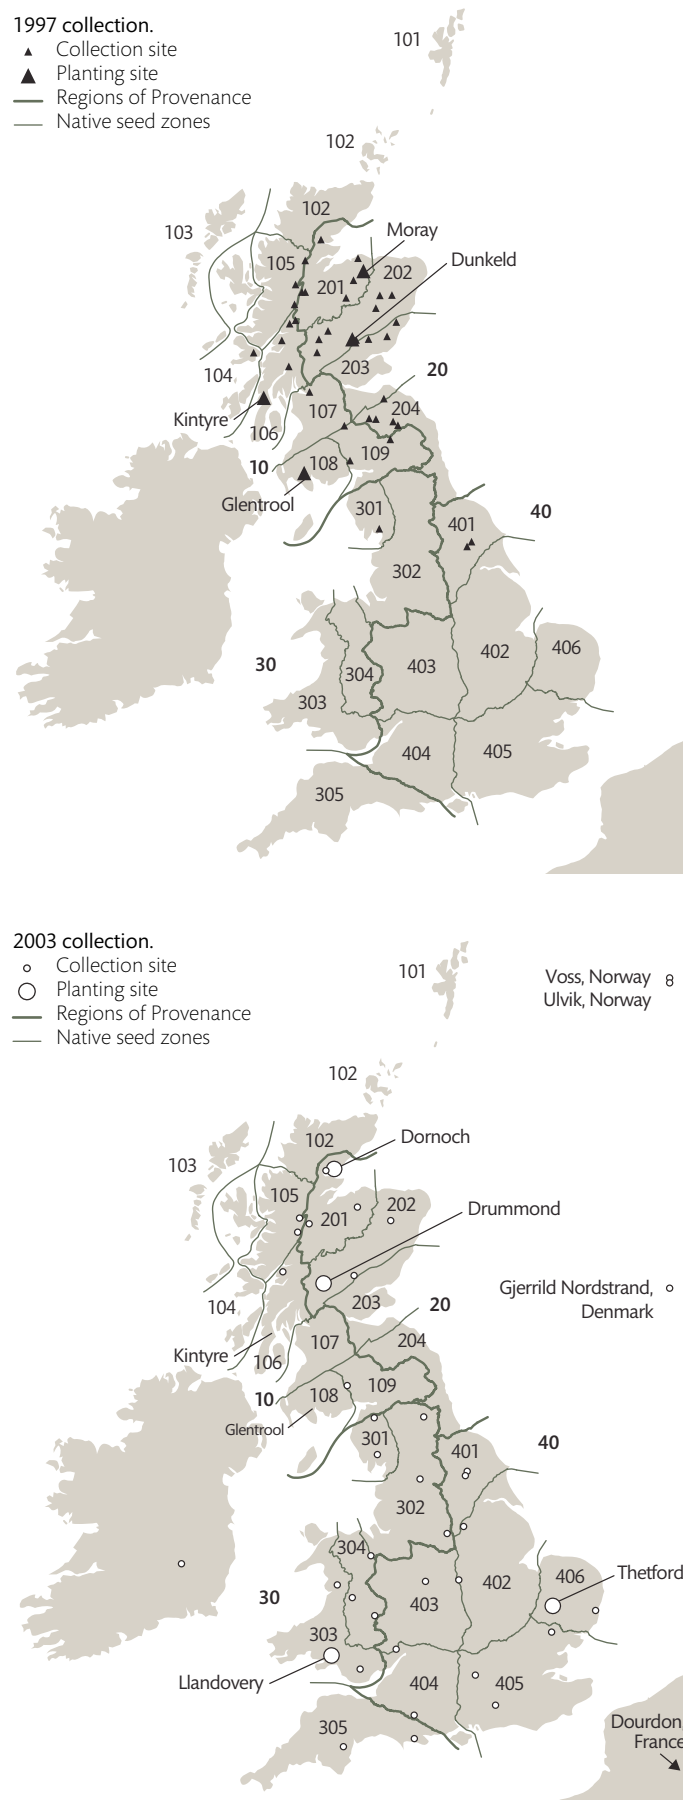 1997 collection.
Collection site
Planting site
Regions of Provenance
Native seed zones
101
102
102
103
Moray
105
202
Dunkeld
201
104
203
20
Kintyre
107
204
106
10
108
109
Glentrool
301
401
40
302
406
402
30
304
403
303
404
405
305
2003 collection.
Collection site
Planting site
Regions of Provenance
Native seed zones
101
Voss, Norway
Ulvik, Norway
102
102
Dornoch
103
105
202
Drummond
201
Gjerrild Nordstrand,
Denmark
104
203
20
107
204
Kintyre
106
10
108
109
Glentrool
301
40
401
302
304
Thetford
406
402
30
403
303
Llandovery
404
405
305
Dourdon
France